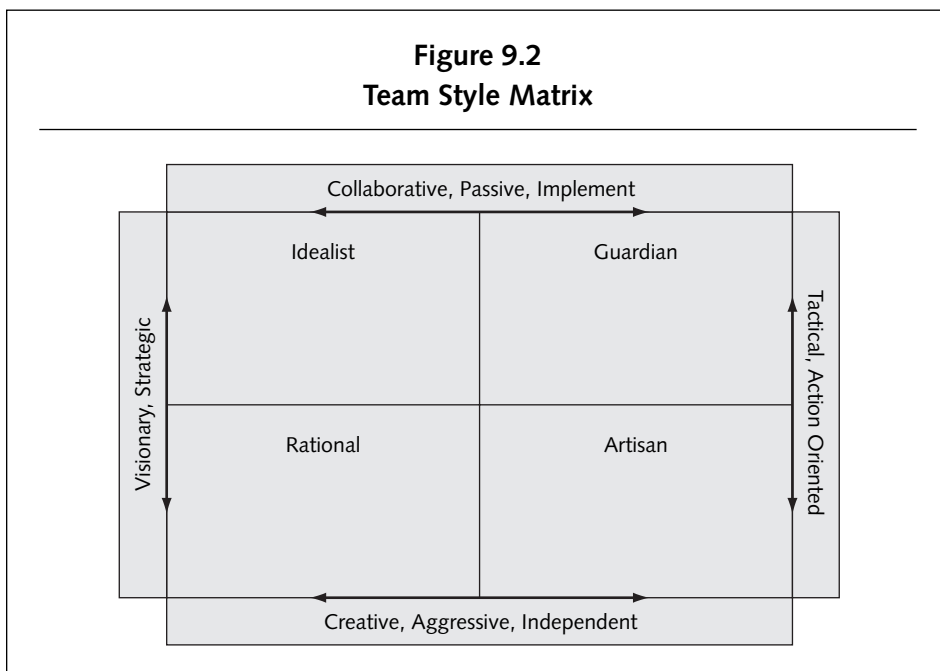 Figure 9.2
Team Style Matrix
Collaborative, Passive, Implement
Idealist
Guardian
Visionary, Strategic
Tactical, Action Oriented
Rational
Artisan
Creative, Aggressive, Independent